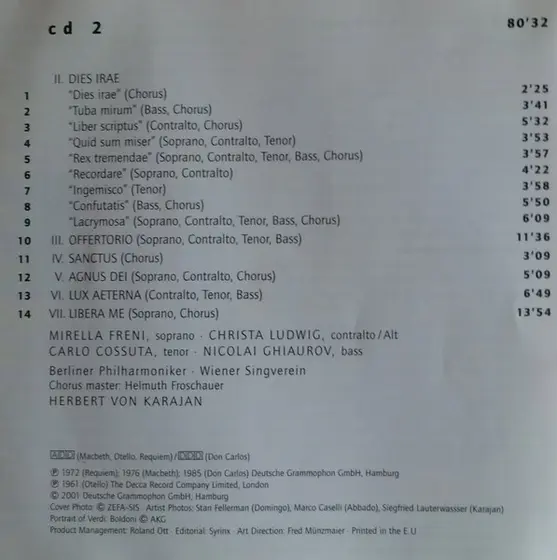 cd 2 80'32
II. DIES IRAE
1 "Dies irae" (Chorus) 2'25
2 "Tuba mirum" (Bass, Chorus) 3'41
3 "Liber scriptus" (Contralto, Chorus) 5'32
4 "Quid sum miser" (Soprano, Contralto, Tenor) 3'53
5 "Rex tremendae" (Soprano, Contralto, Tenor, Bass, Chorus) 3'57
6 "Recordare" (Soprano, Contralto) 4'22
7 "Ingemisco" (Tenor) 3'58
8 "Confutatis" (Bass, Chorus) 5'50
9 "Lacrymosa" (Soprano, Contralto, Tenor, Bass, Chorus) 6'09
10 III. OFFERTORIO (Soprano, Contralto, Tenor, Bass) 11'36
11 IV. SANCTUS (Chorus) 3'09
12 V. AGNUS DEI (Soprano, Contralto, Chorus) 5'09
13 VI. LUX AETERNA (Contralto, Tenor, Bass) 6'49
14 VII. LIBERA ME (Soprano, Chorus) 13'54
MIRELLA FRENI, soprano · CHRISTA LUDWIG, contralto/Alt
CARLO COSSUTA, tenor · NICOLAI GHIAUROV, bass
Berliner Philharmoniker · Wiener Singverein
Chorus master: Helmuth Froschauer
HERBERT VON KARAJAN
ADD (Macbeth, Otello, Requiem) / DDD (Don Carlos)
℗ 1972 (Requiem); 1976 (Macbeth); 1985 (Don Carlos) Deutsche Grammophon GmbH, Hamburg
℗ 1961 (Otello) The Decca Record Company Limited, London
© 2001 Deutsche Grammophon GmbH, Hamburg
Cover Photo: © ZEFA-SIS Artist Photos: Stan Fellerman (Domingo), Marco Caselli (Abbado), Siegfried Lauterwasser (Karajan)
Portrait of Verdi: Boldoni © AKG
Product Management: Roland Ott · Editorial: Syrinx · Art Direction: Fred Münzmaier · Printed in the E.U.